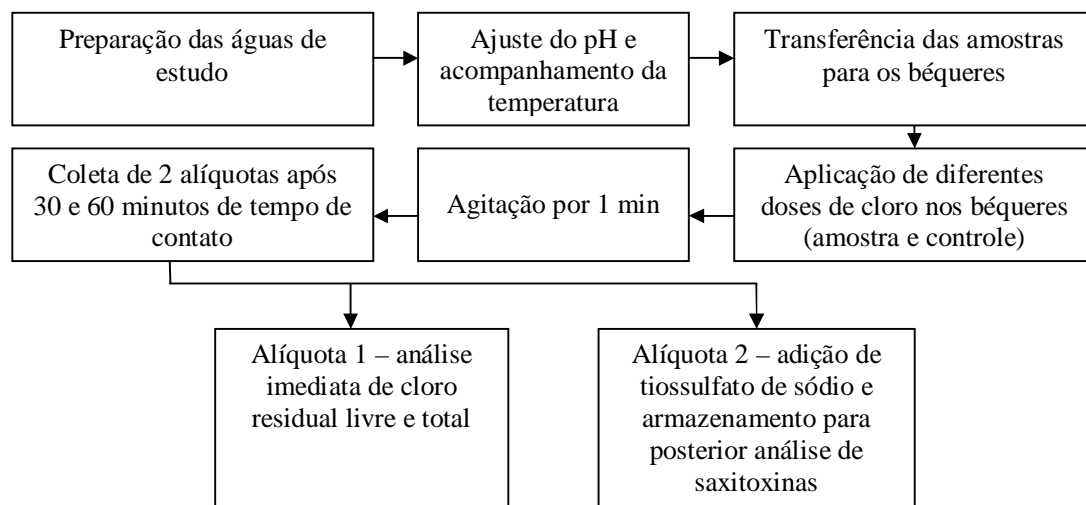 Preparação das águas de
estudo
Ajuste do pH e
acompanhamento da
temperatura
Transferência das amostras
para os béqueres
Aplicação de diferentes
doses de cloro nos béqueres
(amostra e controle)
Agitação por 1 min
Coleta de 2 alíquotas após
30 e 60 minutos de tempo de
contato
Alíquota 1 – análise
imediata de cloro
residual livre e total
Alíquota 2 – adição de
tiossulfato de sódio e
armazenamento para
posterior análise de
saxitoxinas